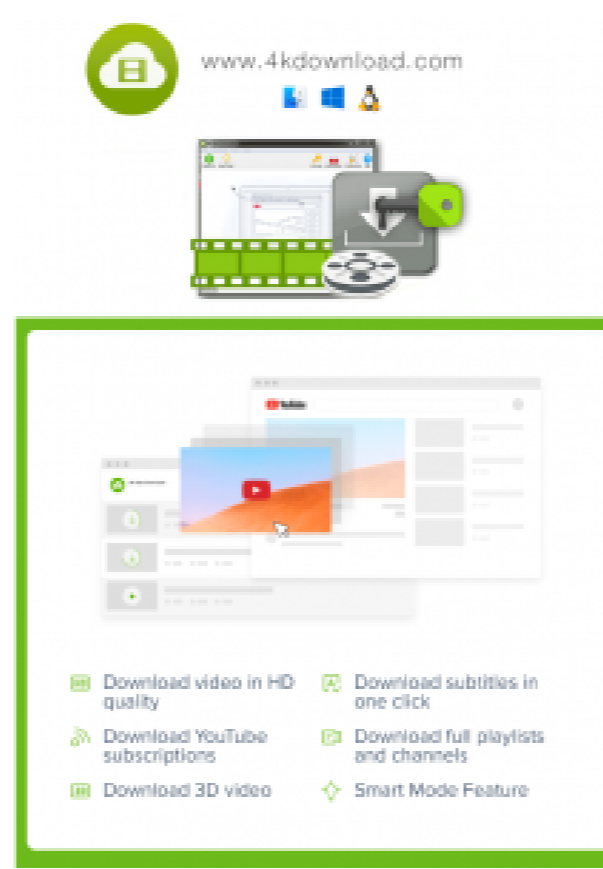 www.4kdownload.com
YouTube
Download video in HD
quality
Download subtitles in
one click
Download YouTube
subscriptions
Download full playlists
and channels
Download 3D video
Smart Mode Feature